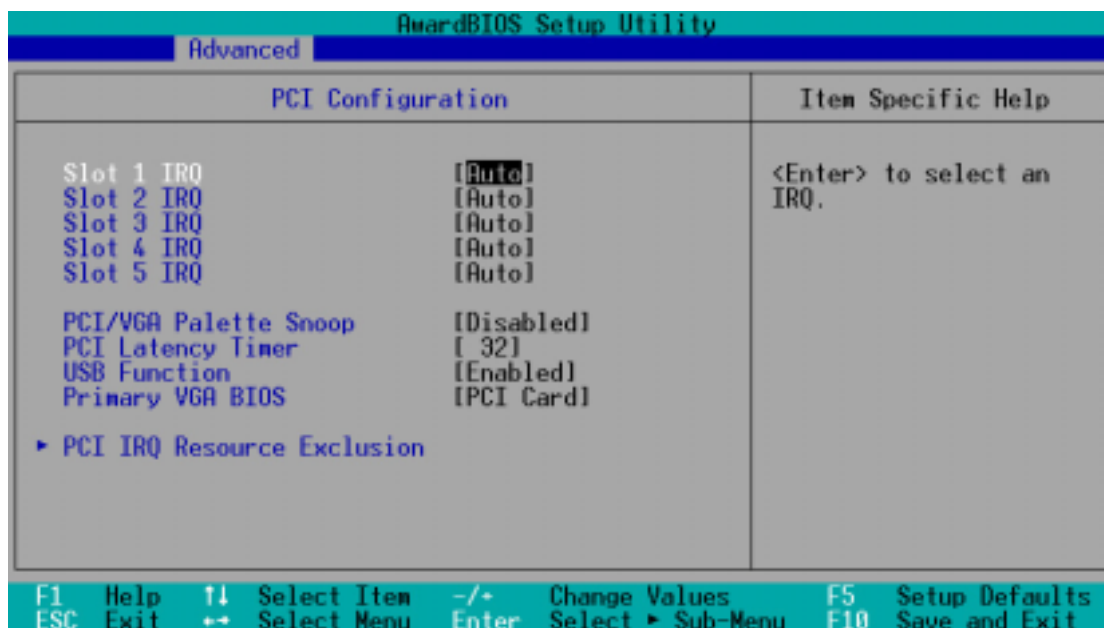 AwardBIOS Setup Utility
Advanced
PCI Configuration
Item Specific Help
Slot 1 IRQ [Auto]
Slot 2 IRQ [Auto]
Slot 3 IRQ [Auto]
Slot 4 IRQ [Auto]
Slot 5 IRQ [Auto]
PCI/VGA Palette Snoop [Disabled]
PCI Latency Timer [ 32]
USB Function [Enabled]
Primary VGA BIOS [PCI Card]
▸ PCI IRQ Resource Exclusion
<Enter> to select an
IRQ.
F1 Help ↑↓ Select Item -/+ Change Values F5 Setup Defaults
ESC Exit ←→ Select Menu Enter Select ▸ Sub-Menu F10 Save and Exit